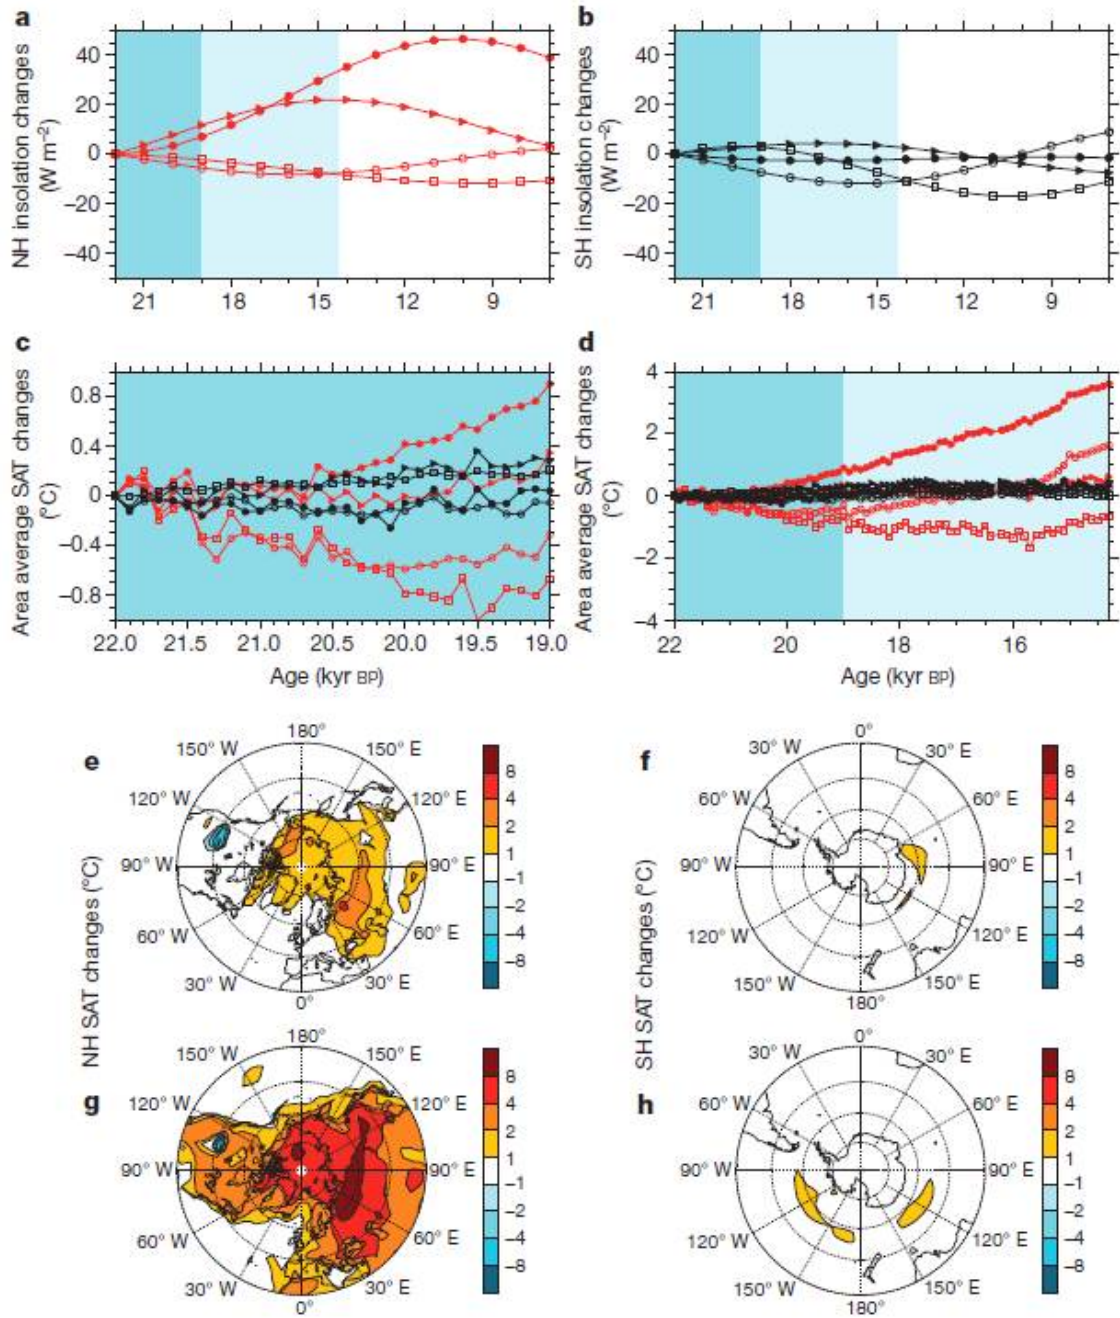 a
b
NH insolation changes
(W m⁻²)
40
20
0
−20
−40
21
18
15
12
9
SH insolation changes
(W m⁻²)
40
20
0
−20
−40
21
18
15
12
9
c
d
Area average SAT changes
(°C)
0.8
0.4
0
−0.4
−0.8
22.0
21.5
21.0
20.5
20.0
19.5
19.0
Age (kyr BP)
Area average SAT changes
(°C)
4
2
0
−2
−4
22
20
18
16
Age (kyr BP)
NH SAT changes (°C)
e
180°
150° W
150° E
120° W
120° E
90° W
90° E
60° W
60° E
30° W
30° E
0°
8
4
2
1
−1
−2
−4
−8
SH SAT changes (°C)
f
0°
30° W
30° E
60° W
60° E
90° W
90° E
120° W
120° E
150° W
150° E
180°
8
4
2
1
−1
−2
−4
−8
g
180°
150° W
150° E
120° W
120° E
90° W
90° E
60° W
60° E
30° W
30° E
0°
8
4
2
1
−1
−2
−4
−8
h
0°
30° W
30° E
60° W
60° E
90° W
90° E
120° W
120° E
150° W
150° E
180°
8
4
2
1
−1
−2
−4
−8